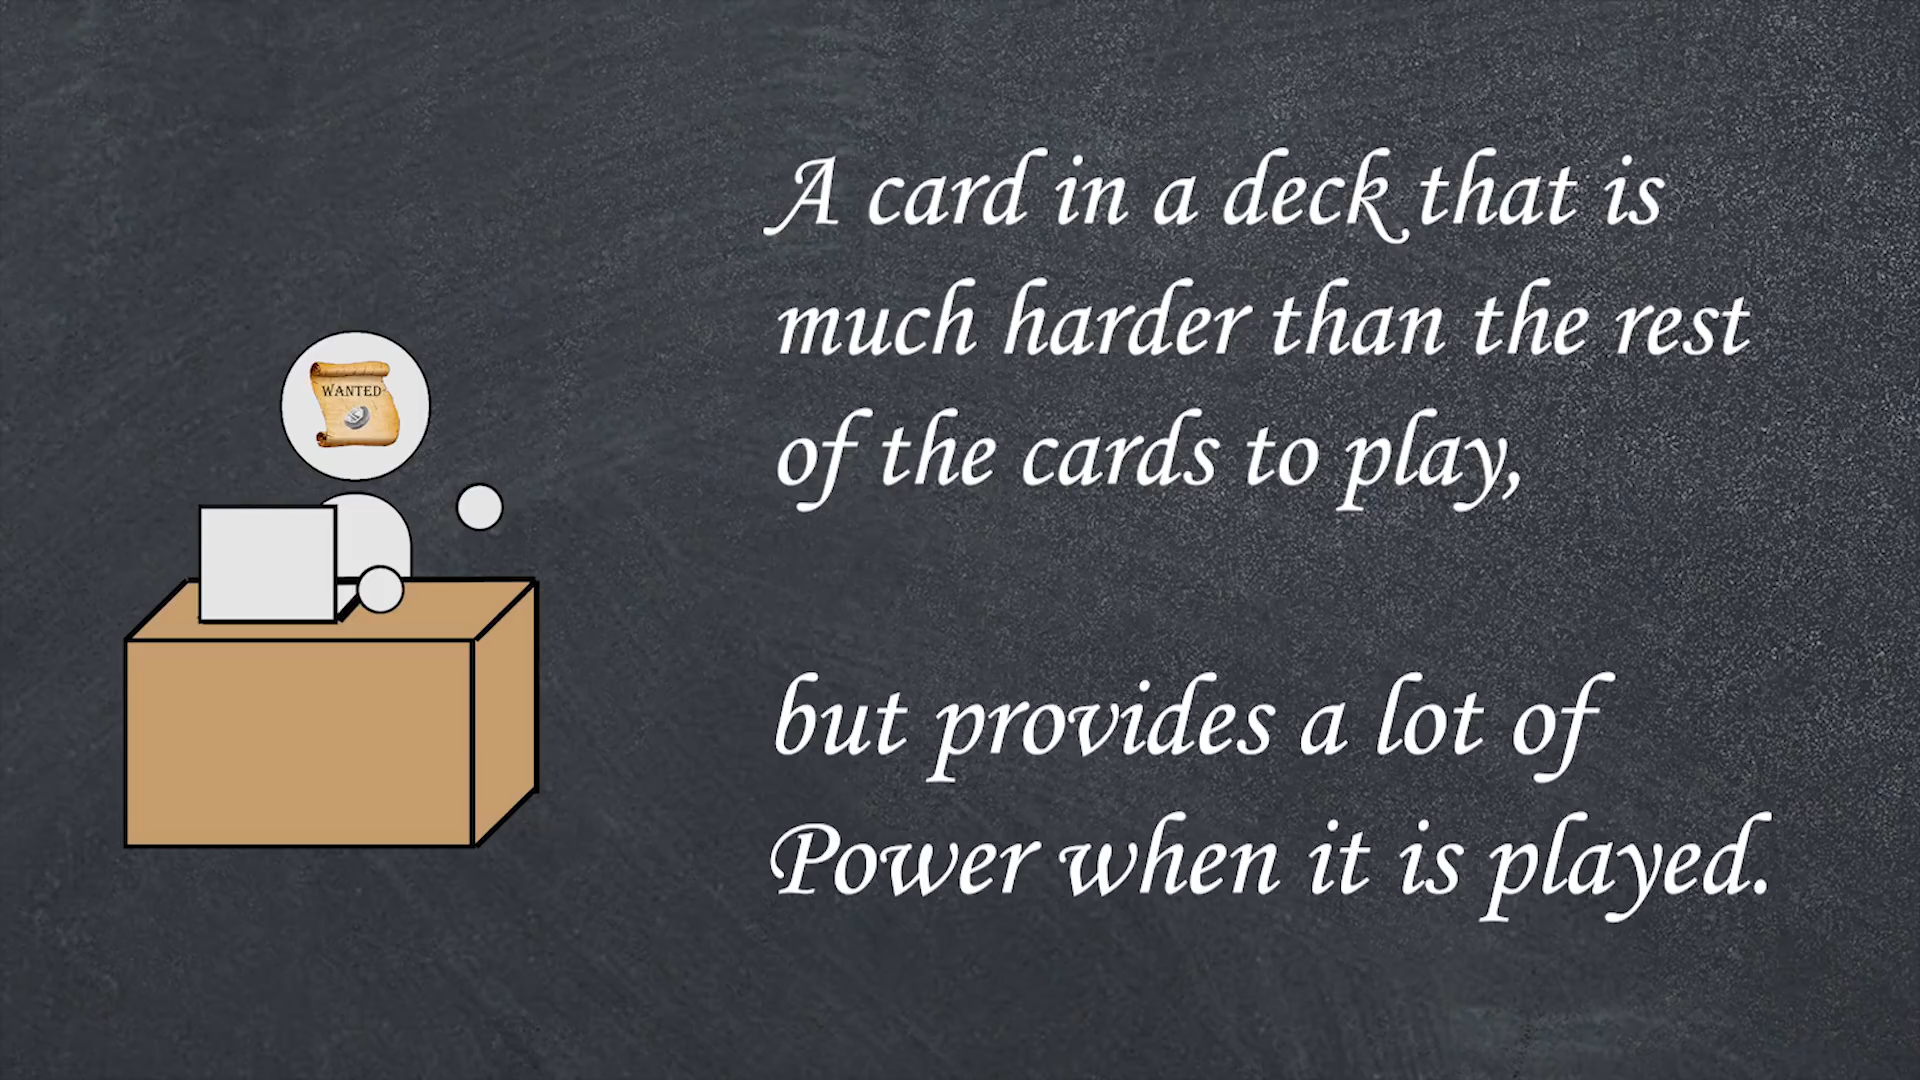 WANTED
A card in a deck that is
much harder than the rest
of the cards to play,
but provides a lot of
Power when it is played.